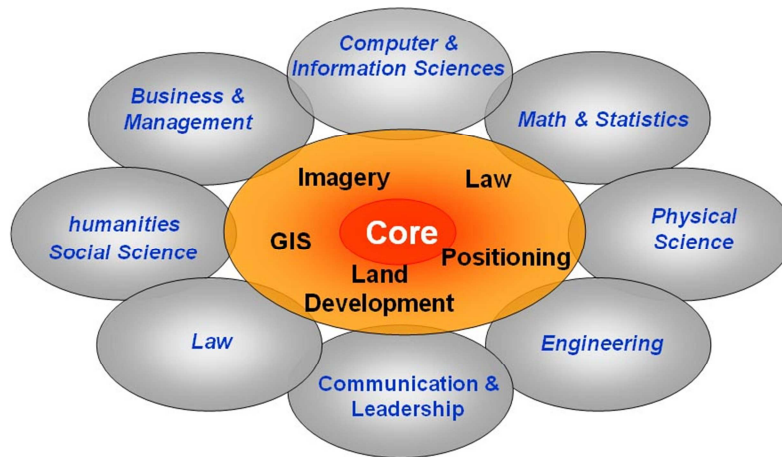 Computer &
Information Sciences
Business &
Management
Math & Statistics
Imagery
Law
humanities
Social Science
GIS
Core
Positioning
Physical
Science
Land
Development
Law
Engineering
Communication &
Leadership